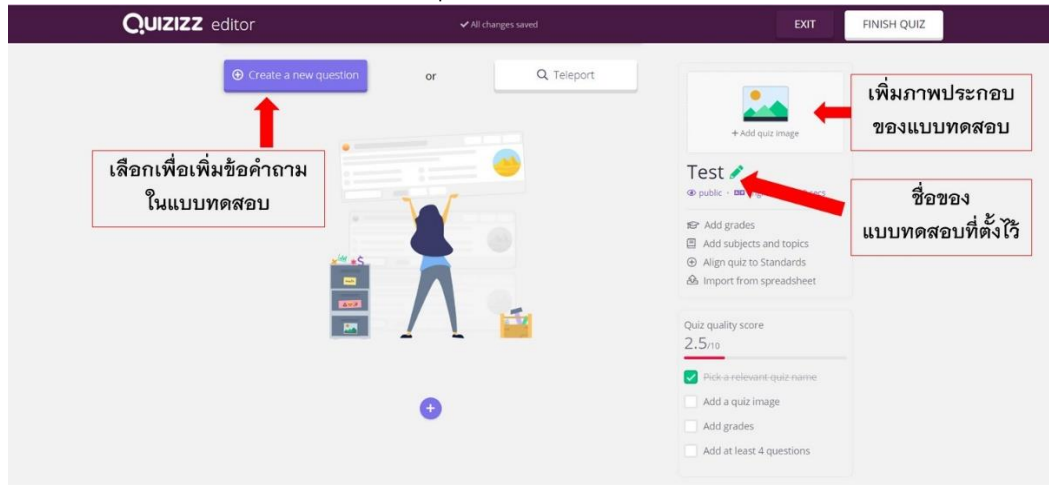 QUIZIZZ editor
All changes saved
EXIT
FINISH QUIZ
Create a new question
or
Teleport
เลือกเพื่อเพิ่มข้อคำถาม
ในแบบทดสอบ
+ Add quiz image
เพิ่มภาพประกอบ
ของแบบทดสอบ
Test
public
ชื่อของ
แบบทดสอบที่ตั้งไว้
Add grades
Add subjects and topics
Align quiz to Standards
Import from spreadsheet
Quiz quality score
2.5/10
Pick a relevant quiz name
Add a quiz image
Add grades
Add at least 4 questions